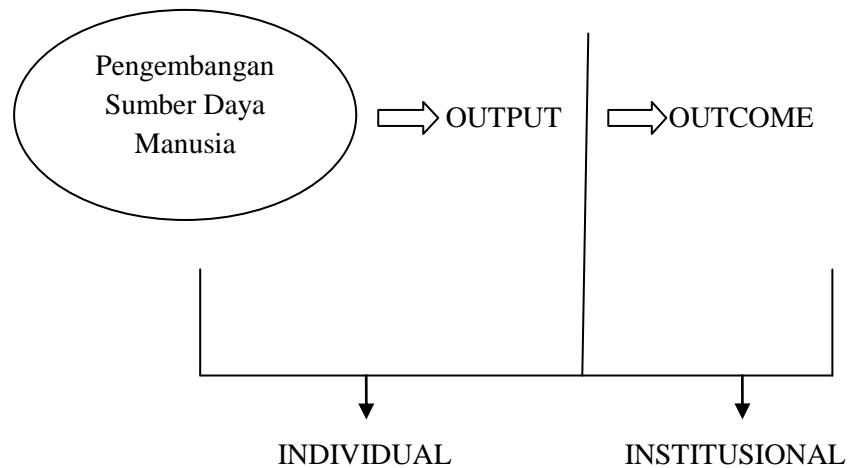 Pengembangan
Sumber Daya
Manusia
OUTPUT
OUTCOME
INDIVIDUAL
INSTITUSIONAL